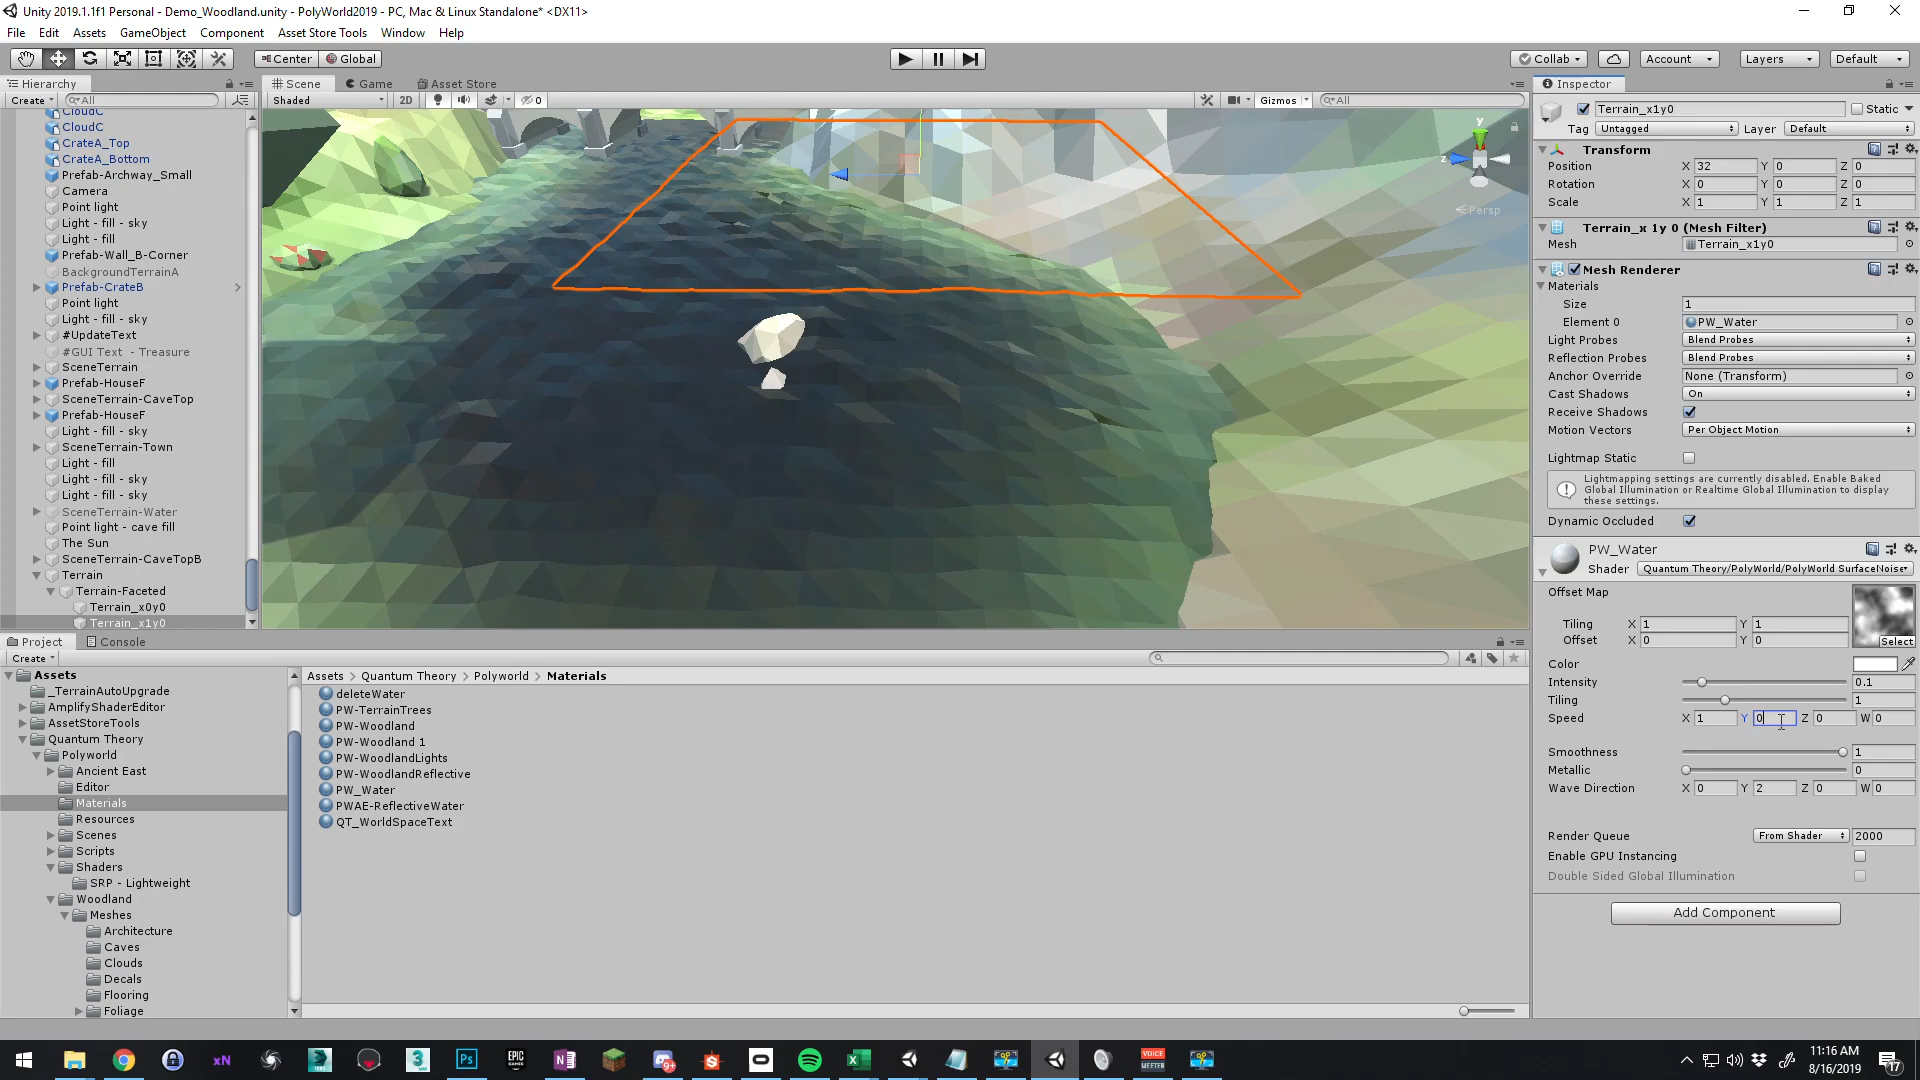 Unity 2019.1.1f1 Personal - Demo_Woodland.unity - PolyWorld2019 - PC, Mac & Linux Standalone* <DX11>
File Edit Assets GameObject Component Asset Store Tools Window Help
Center Global Collab Account Layers Default
Hierarchy
Create All
CloudC
CloudC
CrateA_Top
CrateA_Bottom
Prefab-Archway_Small
Camera
Point light
Light - fill - sky
Light - fill
Prefab-Wall_B-Corner
BackgroundTerrainA
Prefab-CrateB
Point light
Light - fill - sky
#UpdateText
#GUI Text - Treasure
SceneTerrain
Prefab-HouseF
SceneTerrain-CaveTop
Prefab-HouseF
Light - fill - sky
SceneTerrain-Town
Light - fill
Light - fill - sky
Light - fill - sky
SceneTerrain-Water
Point light - cave fill
The Sun
SceneTerrain-CaveTopB
Terrain
Terrain-Faceted
Terrain_x0y0
Terrain_x1y0
Scene Game Asset Store
Shaded 2D 0 Gizmos All
y
z
Persp
Inspector
Terrain_x1y0 Static
Tag Untagged Layer Default
Transform
Position X 32 Y 0 Z 0
Rotation X 0 Y 0 Z 0
Scale X 1 Y 1 Z 1
Terrain_x 1y 0 (Mesh Filter)
Mesh Terrain_x1y0
Mesh Renderer
Materials
Size 1
Element 0 PW_Water
Light Probes Blend Probes
Reflection Probes Blend Probes
Anchor Override None (Transform)
Cast Shadows On
Receive Shadows
Motion Vectors Per Object Motion
Lightmap Static
Lightmapping settings are currently disabled. Enable Baked
Global Illumination or Realtime Global Illumination to display
these settings.
Dynamic Occluded
PW_Water
Shader Quantum Theory/PolyWorld/PolyWorld SurfaceNoise
Offset Map
Tiling X 1 Y 1
Offset X 0 Y 0
Select
Color
Intensity 0.1
Tiling 1
Speed X 1 Y 0 Z 0 W 0
Smoothness 1
Metallic 0
Wave Direction X 0 Y 2 Z 0 W 0
Render Queue From Shader 2000
Enable GPU Instancing
Double Sided Global Illumination
Add Component
Project Console
Create
Assets
_TerrainAutoUpgrade
AmplifyShaderEditor
AssetStoreTools
Quantum Theory
Polyworld
Ancient East
Editor
Materials
Resources
Scenes
Scripts
Shaders
SRP - Lightweight
Woodland
Meshes
Architecture
Caves
Clouds
Decals
Flooring
Foliage
Assets > Quantum Theory > Polyworld > Materials
deleteWater
PW-TerrainTrees
PW-Woodland
PW-Woodland 1
PW-WoodlandLights
PW-WoodlandReflective
PW_Water
PWAE-ReflectiveWater
QT_WorldSpaceText
xN
3
Ps
EPIC
GAMES
N
9+
S
VOICE
MEETER
11:16 AM
8/16/2019
17